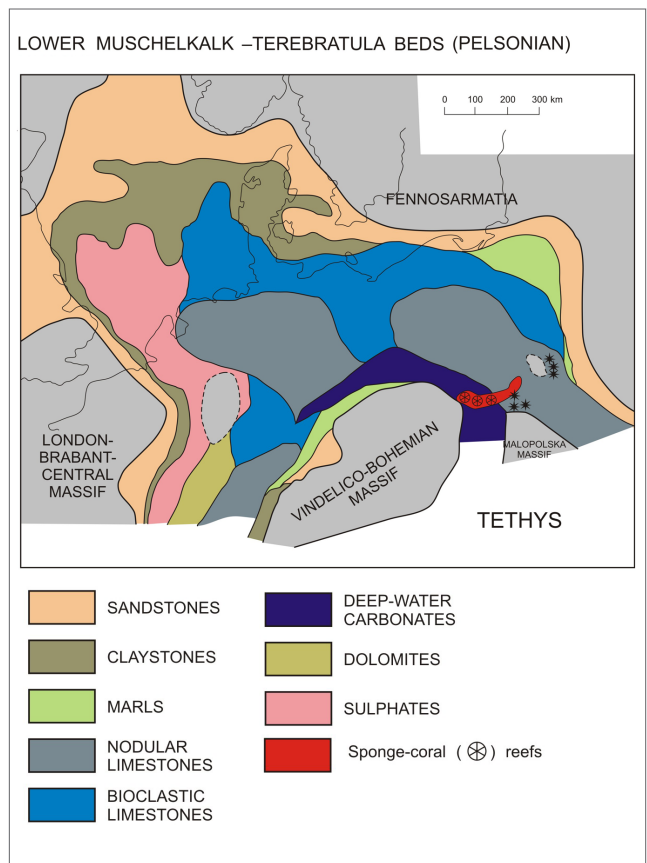 LOWER MUSCHELKALK –TEREBRATULA BEDS (PELSONIAN)
0 100 200 300 km
FENNOSARMATIA
LONDON-
BRABANT-
CENTRAL
MASSIF
VINDELICO-BOHEMIAN
MASSIF
MALOPOLSKA
MASSIF
TETHYS
SANDSTONES
CLAYSTONES
MARLS
NODULAR
LIMESTONES
BIOCLASTIC
LIMESTONES
DEEP-WATER
CARBONATES
DOLOMITES
SULPHATES
Sponge-coral ( ) reefs